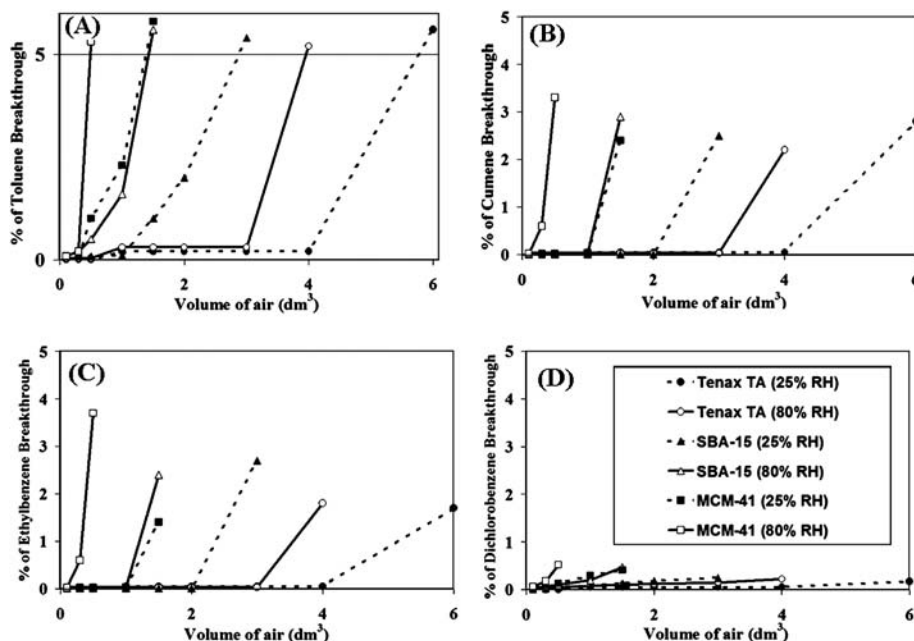 (A)
% of Toluene Breakthrough
5
0
0
2
4
6
Volume of air (dm³)
(B)
% of Cumene Breakthrough
5
4
3
2
1
0
0
2
4
6
Volume of air (dm³)
(C)
% of Ethylbenzene Breakthrough
5
4
3
2
1
0
0
2
4
6
Volume of air (dm³)
(D)
% of Dichlorobenzene Breakthrough
5
4
3
2
1
0
0
2
4
6
Volume of air (dm³)
Tenax TA (25% RH)
Tenax TA (80% RH)
SBA-15 (25% RH)
SBA-15 (80% RH)
MCM-41 (25% RH)
MCM-41 (80% RH)